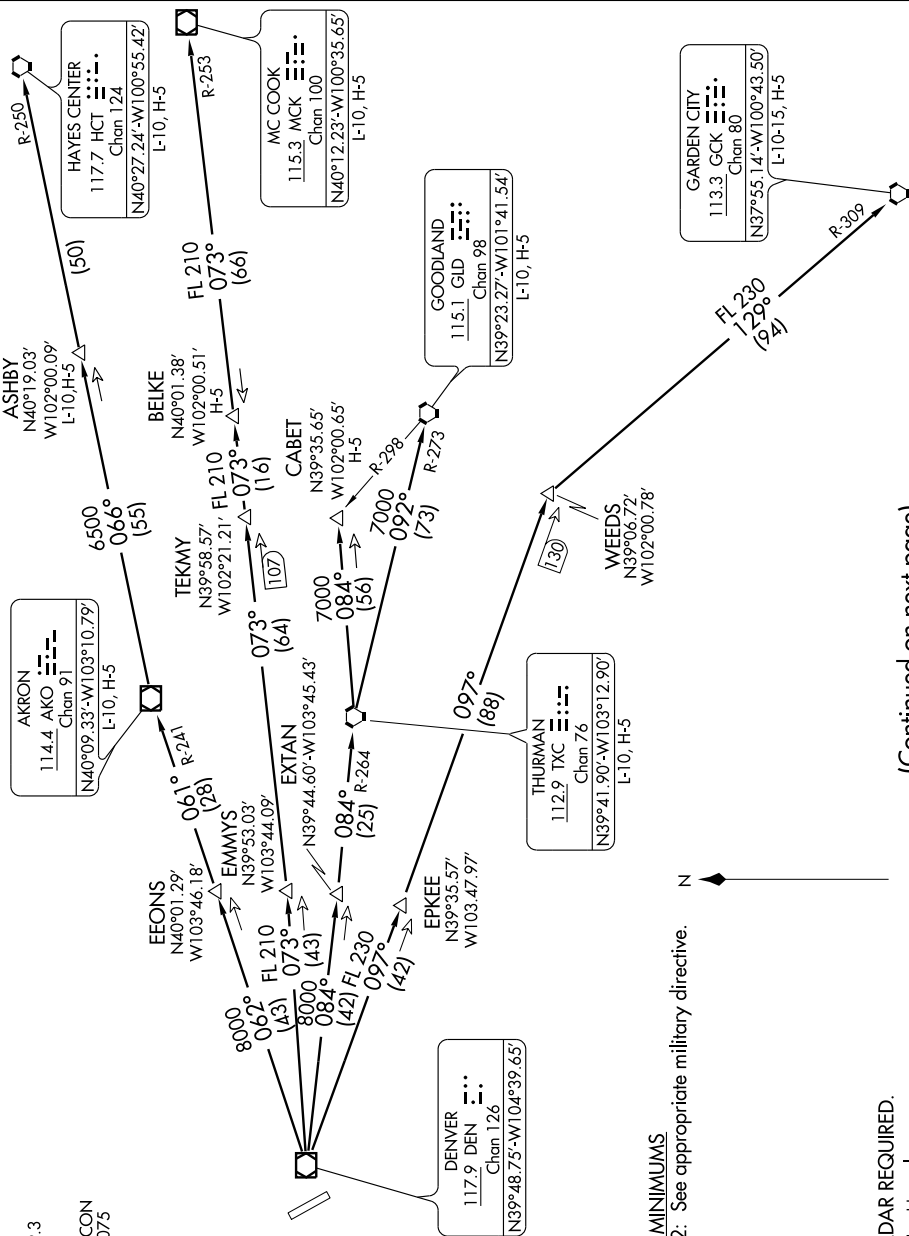 HAYES CENTER
117.7 HCT
Chan 124
N40°27.24'-W100°55.42'
L-10, H-5
R-250
(50)
ASHBY
N40°19.03'
W102°00.09'
L-10,H-5
6500
066°
(55)
AKRON
114.4 AKO
Chan 91
N40°09.33'-W103°10.79'
L-10, H-5
R-241
061°
(28)
EEONS
N40°01.29'
W103°46.18'
8000
062°
(43)
MC COOK
115.3 MCK
Chan 100
N40°12.23'-W100°35.65'
L-10, H-5
R-253
FL 210
073°
(66)
BELKE
N40°01.38'
W102°00.51'
H-5
FL 210
073°
(16)
TEKMY
N39°58.57'
W102°21.21'
107
073°
(64)
EMMYS
N39°53.03'
W103°44.09'
FL 210
073°
(43)
GOODLAND
115.1 GLD
Chan 98
N39°23.27'-W101°41.54'
L-10, H-5
CABET
N39°35.65'
W102°00.65'
H-5
R-298
R-273
7000
084°
(56)
7000
092°
(73)
EXTAN
N39°44.60'-W103°45.43'
R-264
084°
(25)
8000
084°
(42)
THURMAN
112.9 TXC
Chan 76
N39°41.90'-W103°12.90'
L-10, H-5
GARDEN CITY
113.3 GCK
Chan 80
N37°55.14'-W100°43.50'
L-10-15, H-5
R-309
FL 230
129°
(94)
WEEDS
N39°06.72'
W102°00.78'
130
097°
(88)
EPKEE
N39°35.57'
W103.47.97'
FL 230
097°
(42)
DENVER
117.9 DEN
Chan 126
N39°48.75'-W104°39.65'
N
.3
CON
075
MINIMUMS
2: See appropriate military directive.
DAR REQUIRED.
(Continued on next page)